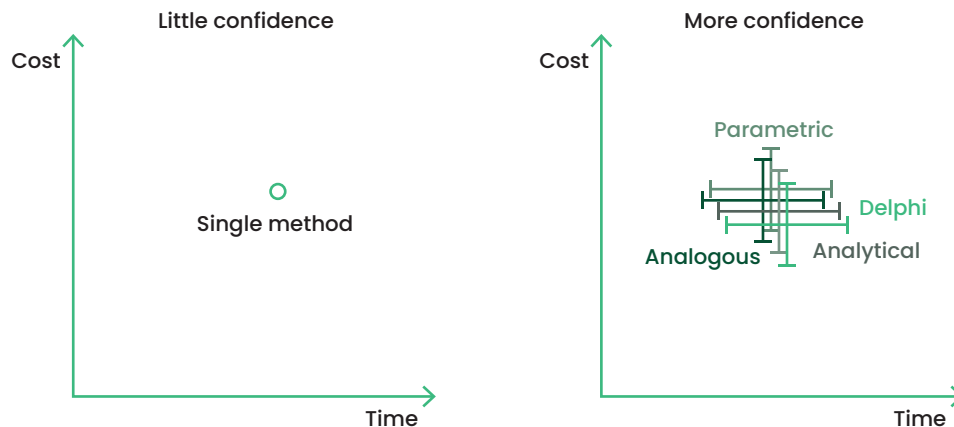 Little confidence
Cost
Single method
Time
More confidence
Cost
Parametric
Delphi
Analytical
Analogous
Time